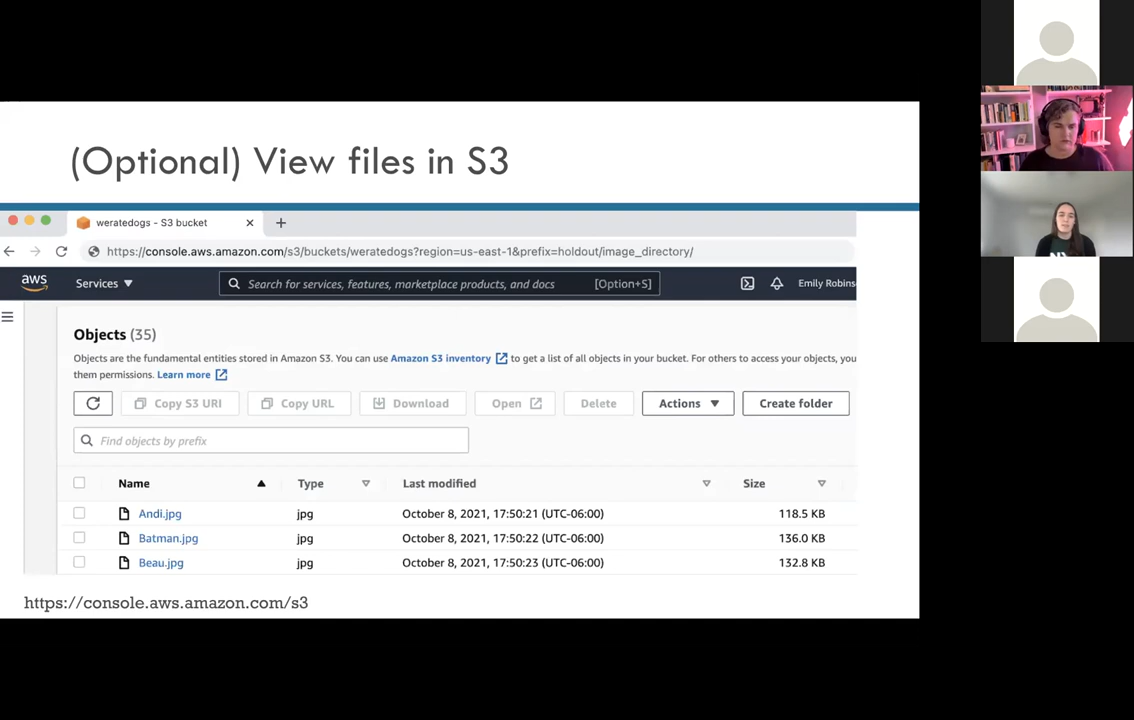 (Optional) View files in S3
weratedogs - S3 bucket
https://console.aws.amazon.com/s3/buckets/weratedogs?region=us-east-1&prefix=holdout/image_directory/
aws Services Search for services, features, marketplace products, and docs [Option+S] Emily Robins
Objects (35)
Objects are the fundamental entities stored in Amazon S3. You can use Amazon S3 inventory to get a list of all objects in your bucket. For others to access your objects, you
them permissions. Learn more
Copy S3 URI Copy URL Download Open Delete Actions Create folder
Find objects by prefix
Name Type Last modified Size
Andi.jpg jpg October 8, 2021, 17:50:21 (UTC-06:00) 118.5 KB
Batman.jpg jpg October 8, 2021, 17:50:22 (UTC-06:00) 136.0 KB
Beau.jpg jpg October 8, 2021, 17:50:23 (UTC-06:00) 132.8 KB
https://console.aws.amazon.com/s3